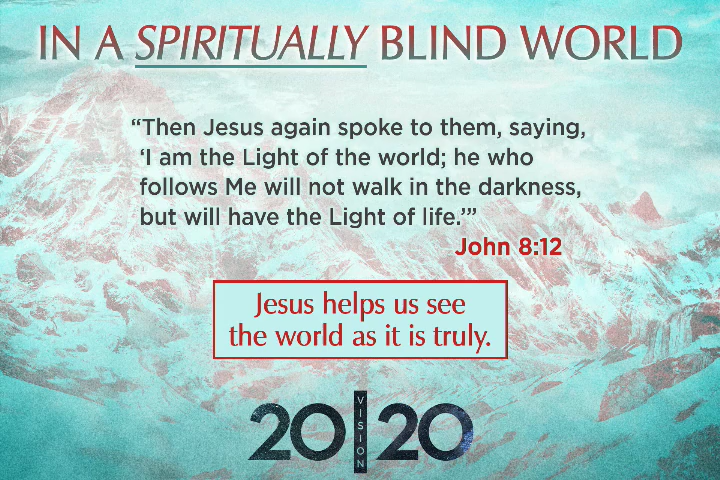 IN A SPIRITUALLY BLIND WORLD
“Then Jesus again spoke to them, saying,
‘I am the Light of the world; he who
follows Me will not walk in the darkness,
but will have the Light of life.’”
John 8:12
Jesus helps us see
the world as it is truly.
20 VISION 20